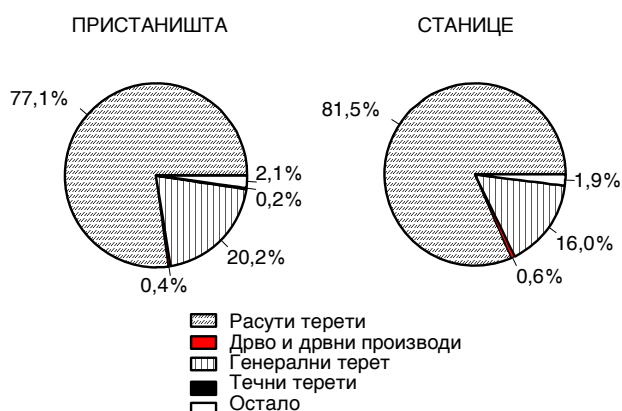 ПРИСТАНИШТА
СТАНИЦЕ
77,1%
2,1%
0,2%
20,2%
0,4%
81,5%
1,9%
16,0%
0,6%
Расути терети
Дрво и дрвни производи
Генерални терет
Течни терети
Остало